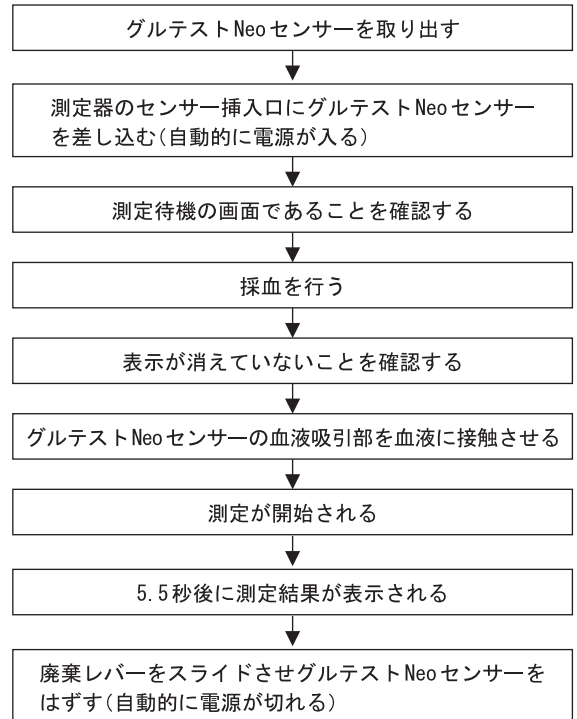 グルテストNeoセンサーを取り出す
測定器のセンサー挿入口にグルテストNeoセンサー
を差し込む(自動的に電源が入る)
測定待機の画面であることを確認する
採血を行う
表示が消えていないことを確認する
グルテストNeoセンサーの血液吸引部を血液に接触させる
測定が開始される
5.5秒後に測定結果が表示される
廃棄レバーをスライドさせグルテストNeoセンサーを
はずす(自動的に電源が切れる)